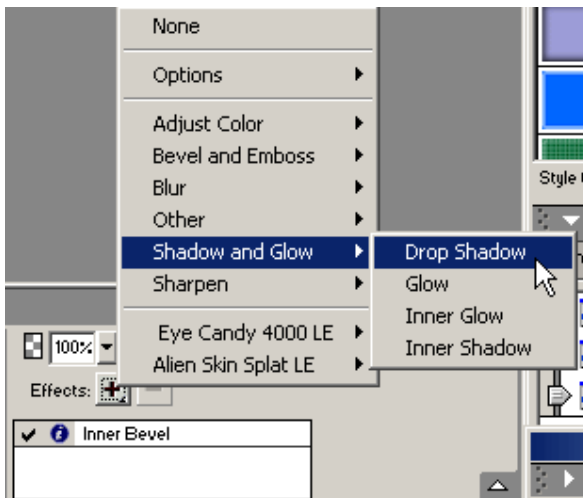 None
Options
Adjust Color
Bevel and Emboss
Blur
Other
Shadow and Glow
Sharpen
Eye Candy 4000 LE
Alien Skin Splat LE
Drop Shadow
Glow
Inner Glow
Inner Shadow
Style
100%
Effects:
Inner Bevel